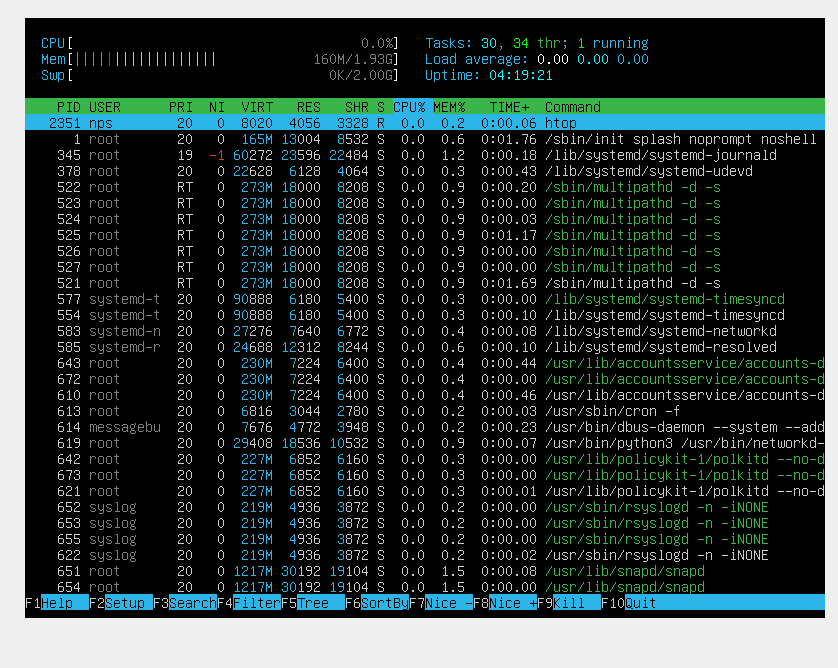 CPU[ 0.0%] Tasks: 30, 34 thr; 1 running
Mem[|||||||||||||||||| 160M/1.93G] Load average: 0.00 0.00 0.00
Swp[ 0K/2.00G] Uptime: 04:19:21
PID USER PRI NI VIRT RES SHR S CPU% MEM% TIME+ Command
2351 nps 20 0 8020 4056 3328 R 0.0 0.2 0:00.06 htop
1 root 20 0 165M 13004 8532 S 0.0 0.6 0:01.76 /sbin/init splash noprompt noshell
345 root 19 -1 60272 23596 22484 S 0.0 1.2 0:00.18 /lib/systemd/systemd-journald
378 root 20 0 22628 6128 4064 S 0.0 0.3 0:00.43 /lib/systemd/systemd-udevd
522 root RT 0 273M 18000 8208 S 0.0 0.9 0:00.20 /sbin/multipathd -d -s
523 root RT 0 273M 18000 8208 S 0.0 0.9 0:00.00 /sbin/multipathd -d -s
524 root RT 0 273M 18000 8208 S 0.0 0.9 0:00.03 /sbin/multipathd -d -s
525 root RT 0 273M 18000 8208 S 0.0 0.9 0:01.17 /sbin/multipathd -d -s
526 root RT 0 273M 18000 8208 S 0.0 0.9 0:00.00 /sbin/multipathd -d -s
527 root RT 0 273M 18000 8208 S 0.0 0.9 0:00.00 /sbin/multipathd -d -s
521 root RT 0 273M 18000 8208 S 0.0 0.9 0:01.69 /sbin/multipathd -d -s
577 systemd-t 20 0 90888 6180 5400 S 0.0 0.3 0:00.00 /lib/systemd/systemd-timesyncd
554 systemd-t 20 0 90888 6180 5400 S 0.0 0.3 0:00.10 /lib/systemd/systemd-timesyncd
583 systemd-n 20 0 27276 7640 6772 S 0.0 0.4 0:00.08 /lib/systemd/systemd-networkd
585 systemd-r 20 0 24688 12312 8244 S 0.0 0.6 0:00.10 /lib/systemd/systemd-resolved
643 root 20 0 230M 7224 6400 S 0.0 0.4 0:00.44 /usr/lib/accountsservice/accounts-d
672 root 20 0 230M 7224 6400 S 0.0 0.4 0:00.00 /usr/lib/accountsservice/accounts-d
610 root 20 0 230M 7224 6400 S 0.0 0.4 0:00.46 /usr/lib/accountsservice/accounts-d
613 root 20 0 6816 3044 2780 S 0.0 0.2 0:00.03 /usr/sbin/cron -f
614 messagebu 20 0 7676 4772 3948 S 0.0 0.2 0:00.23 /usr/bin/dbus-daemon --system --add
619 root 20 0 29408 18536 10532 S 0.0 0.9 0:00.07 /usr/bin/python3 /usr/bin/networkd-
642 root 20 0 227M 6852 6160 S 0.0 0.3 0:00.00 /usr/lib/policykit-1/polkitd --no-d
673 root 20 0 227M 6852 6160 S 0.0 0.3 0:00.00 /usr/lib/policykit-1/polkitd --no-d
621 root 20 0 227M 6852 6160 S 0.0 0.3 0:00.01 /usr/lib/policykit-1/polkitd --no-d
652 syslog 20 0 219M 4936 3872 S 0.0 0.2 0:00.00 /usr/sbin/rsyslogd -n -iNONE
653 syslog 20 0 219M 4936 3872 S 0.0 0.2 0:00.00 /usr/sbin/rsyslogd -n -iNONE
655 syslog 20 0 219M 4936 3872 S 0.0 0.2 0:00.00 /usr/sbin/rsyslogd -n -iNONE
622 syslog 20 0 219M 4936 3872 S 0.0 0.2 0:00.02 /usr/sbin/rsyslogd -n -iNONE
651 root 20 0 1217M 30192 19104 S 0.0 1.5 0:00.08 /usr/lib/snapd/snapd
654 root 20 0 1217M 30192 19104 S 0.0 1.5 0:00.00 /usr/lib/snapd/snapd
F1Help F2Setup F3SearchF4FilterF5Tree F6SortByF7Nice -F8Nice +F9Kill F10Quit